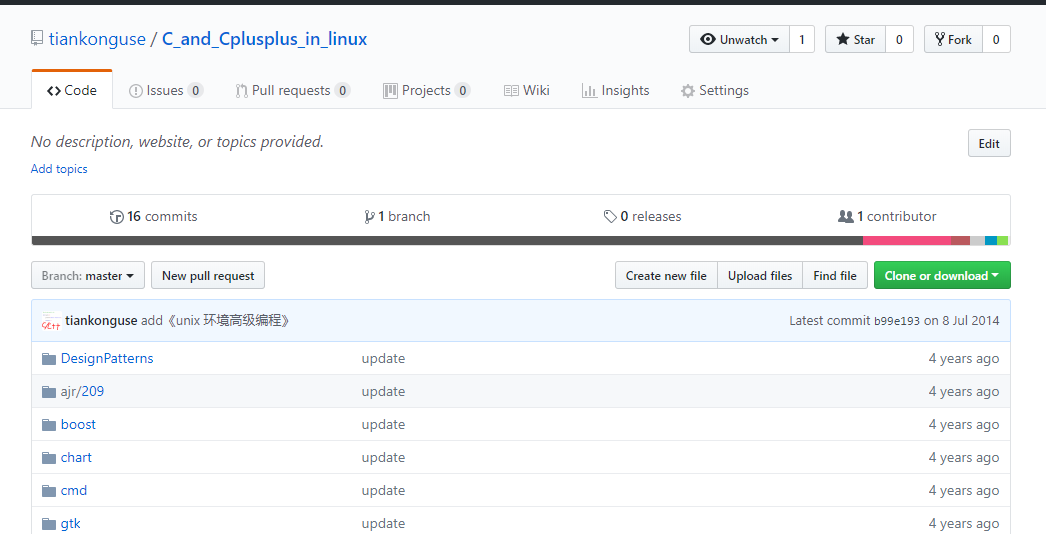 tiankonguse / C_and_Cplusplus_in_linux
Unwatch 1 Star 0 Fork 0
Code Issues 0 Pull requests 0 Projects 0 Wiki Insights Settings
No description, website, or topics provided. Edit
Add topics
16 commits 1 branch 0 releases 1 contributor
Branch: master New pull request Create new file Upload files Find file Clone or download
tiankonguse add《unix 环境高级编程》 Latest commit b99e193 on 8 Jul 2014
DesignPatterns update 4 years ago
ajr/209 update 4 years ago
boost update 4 years ago
chart update 4 years ago
cmd update 4 years ago
gtk update 4 years ago